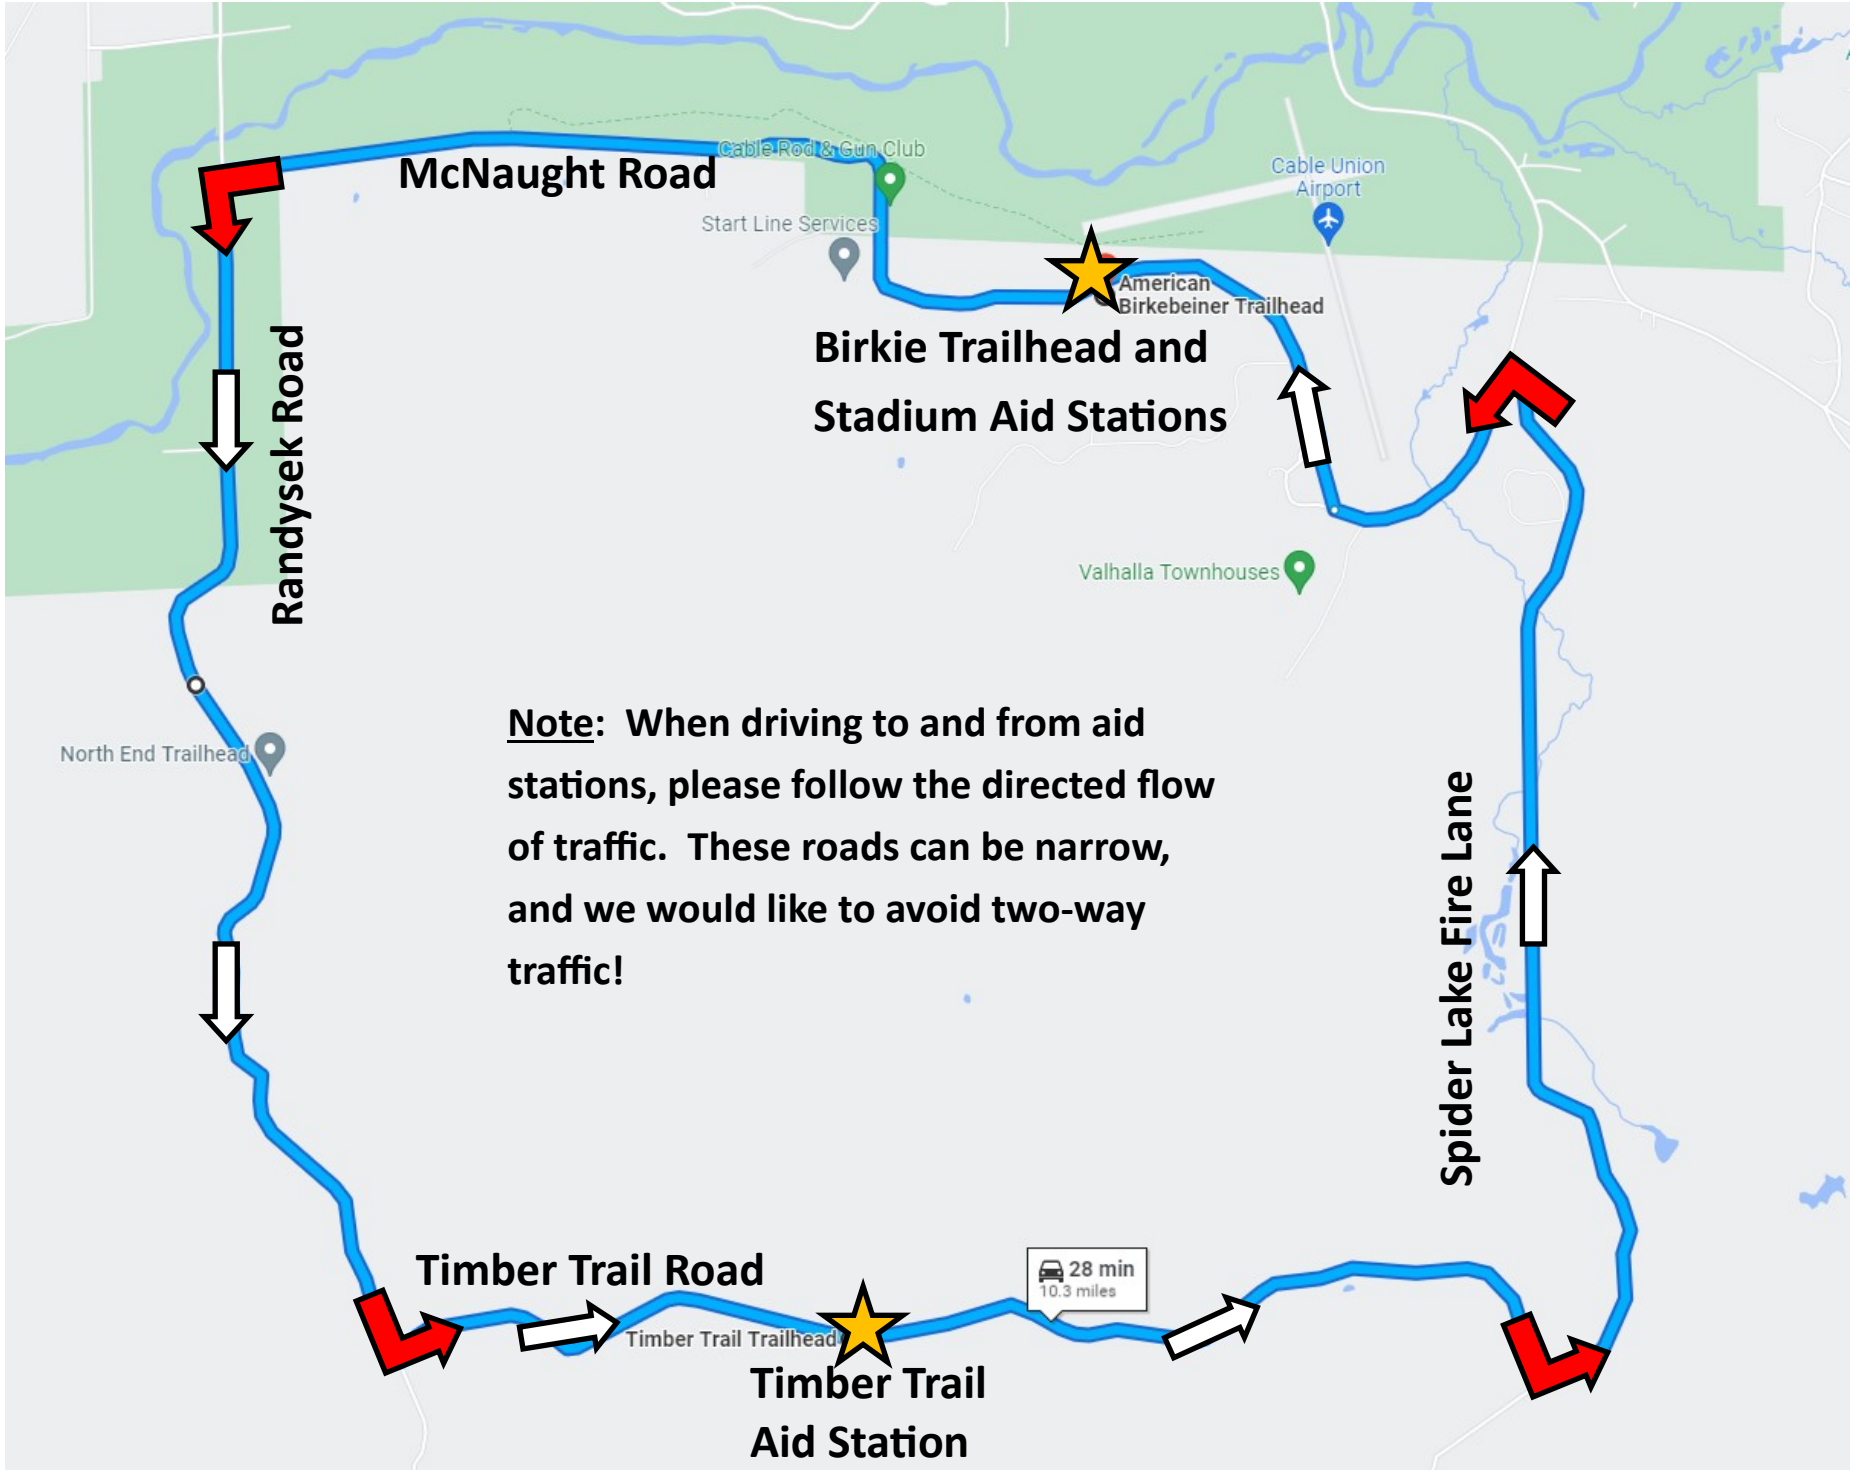 Cable Rod & Gun Club
McNaught Road
Cable Union
Airport
Start Line Services
American
Birkebeiner Trailhead
Birkie Trailhead and
Stadium Aid Stations
Randysek Road
Valhalla Townhouses
North End Trailhead
Note:  When driving to and from aid
stations, please follow the directed flow
of traffic.  These roads can be narrow,
and we would like to avoid two-way
traffic!
Spider Lake Fire Lane
Timber Trail Road
28 min
10.3 miles
Timber Trail Trailhead
Timber Trail
Aid Station